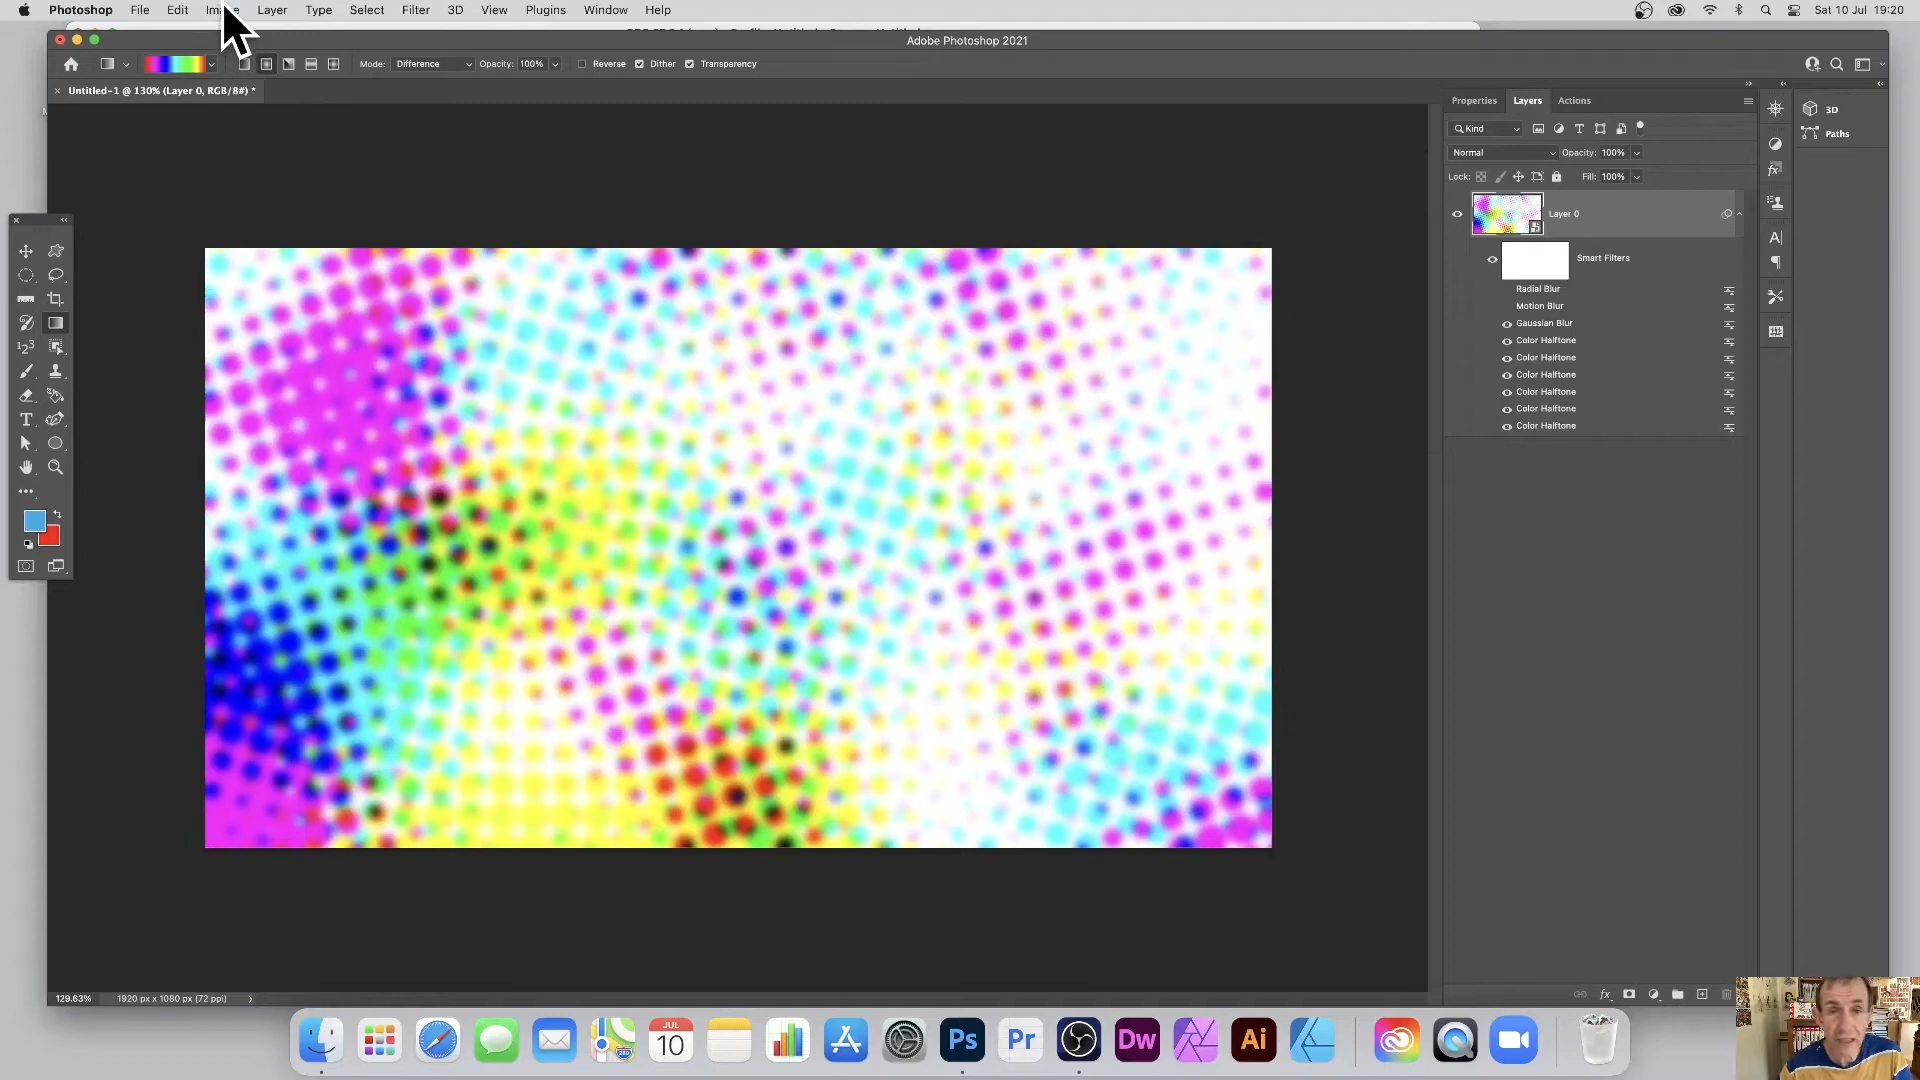 Photoshop File Edit Image Layer Type Select Filter 3D View Plugins Window Help Sat 10 Jul 19:20
Adobe Photoshop 2021
Mode: Difference Opacity: 100% Reverse Dither Transparency
Untitled-1 @ 130% (Layer 0, RGB/8#) *
Properties Layers Actions
3D
Kind
Paths
Normal Opacity: 100%
Lock: Fill: 100%
Layer 0
Smart Filters
Radial Blur
Motion Blur
Gaussian Blur
Color Halftone
Color Halftone
Color Halftone
Color Halftone
Color Halftone
Color Halftone
129.63% 1920 px x 1080 px (72 ppi)
fx
JUL
10
Ps Pr Dw Ai